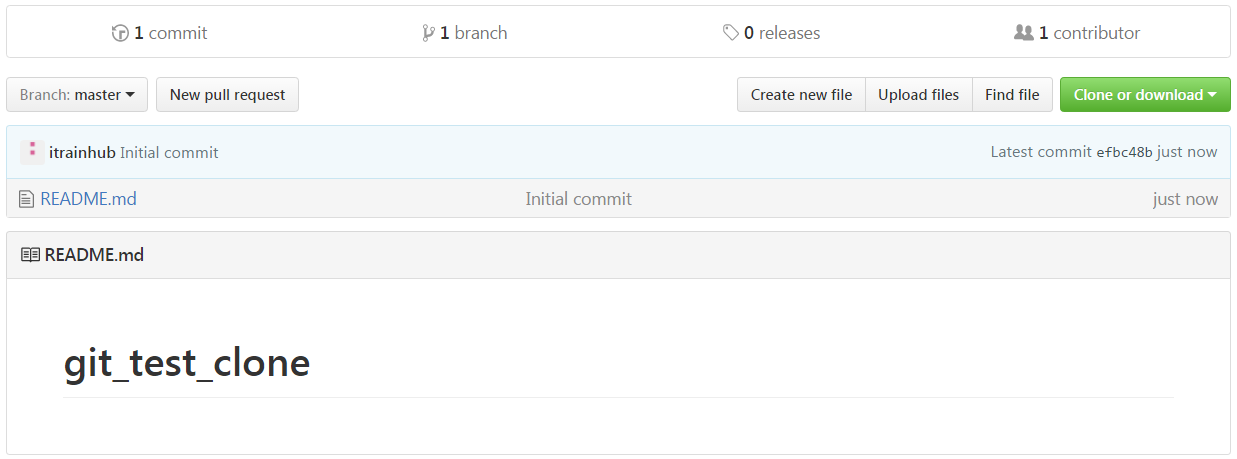 1 commit 1 branch 0 releases 1 contributor
Branch: master New pull request Create new file Upload files Find file Clone or download
itrainhub Initial commit Latest commit efbc48b just now
README.md Initial commit just now
README.md
git_test_clone